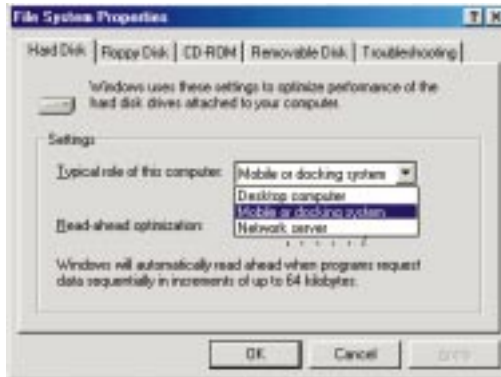 File System Properties
Hard Disk
Floppy Disk
CD-ROM
Removable Disk
Troubleshooting
Windows uses these settings to optimize performance of the
hard disk drives attached to your computer.
Settings
Typical role of this computer:
Mobile or docking system
Desktop computer
Mobile or docking system
Network server
Read-ahead optimization:
Windows will automatically read ahead when programs request
data sequentially in increments of up to 64 kilobytes.
OK
Cancel
Apply